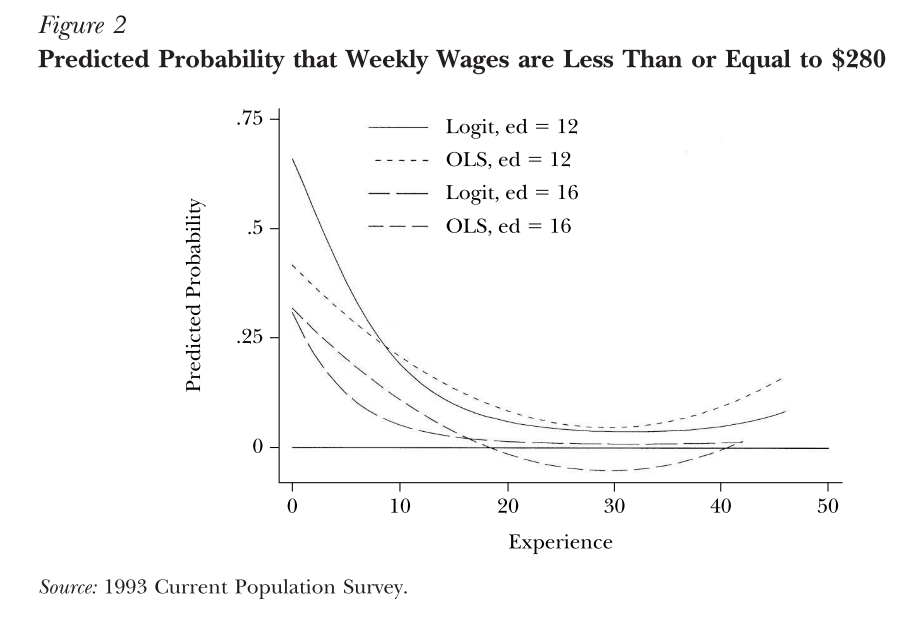 Figure 2
Predicted Probability that Weekly Wages are Less Than or Equal to $280
.75
.5
.25
0
Predicted Probability
Logit, ed = 12
OLS, ed = 12
Logit, ed = 16
OLS, ed = 16
0 10 20 30 40 50
Experience
Source: 1993 Current Population Survey.